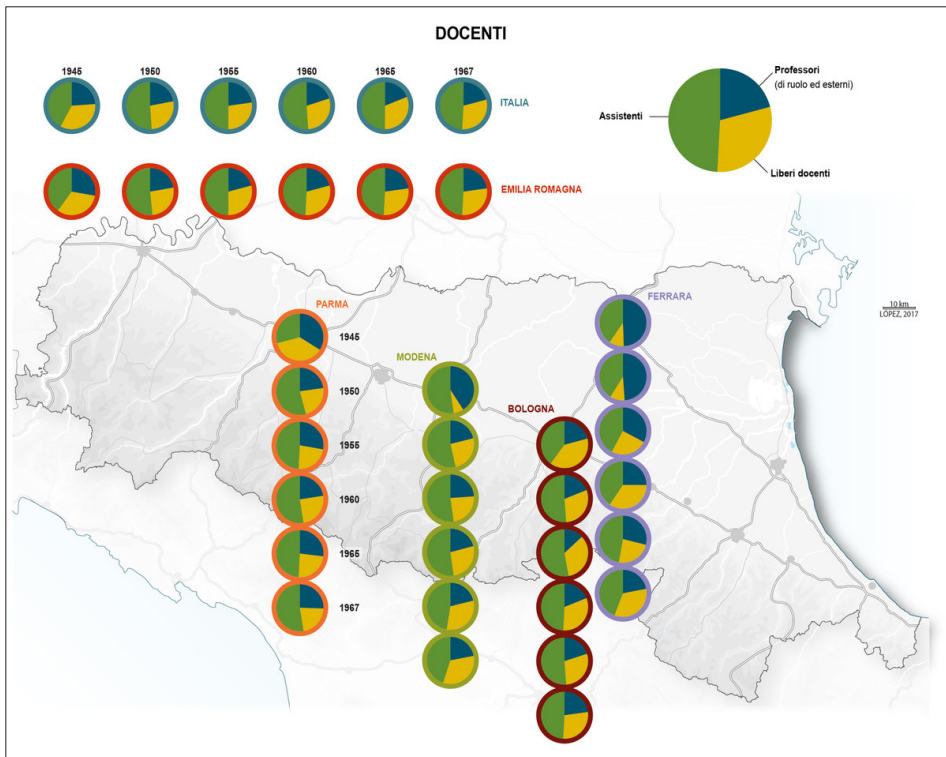 DOCENTI
1945 1950 1955 1960 1965 1967
ITALIA
EMILIA ROMAGNA
Professori
(di ruolo ed esterni)
Assistenti
Liberi docenti
PARMA
1945
1950
1955
1960
1965
1967
MODENA
BOLOGNA
FERRARA
10 km
LÓPEZ, 2017